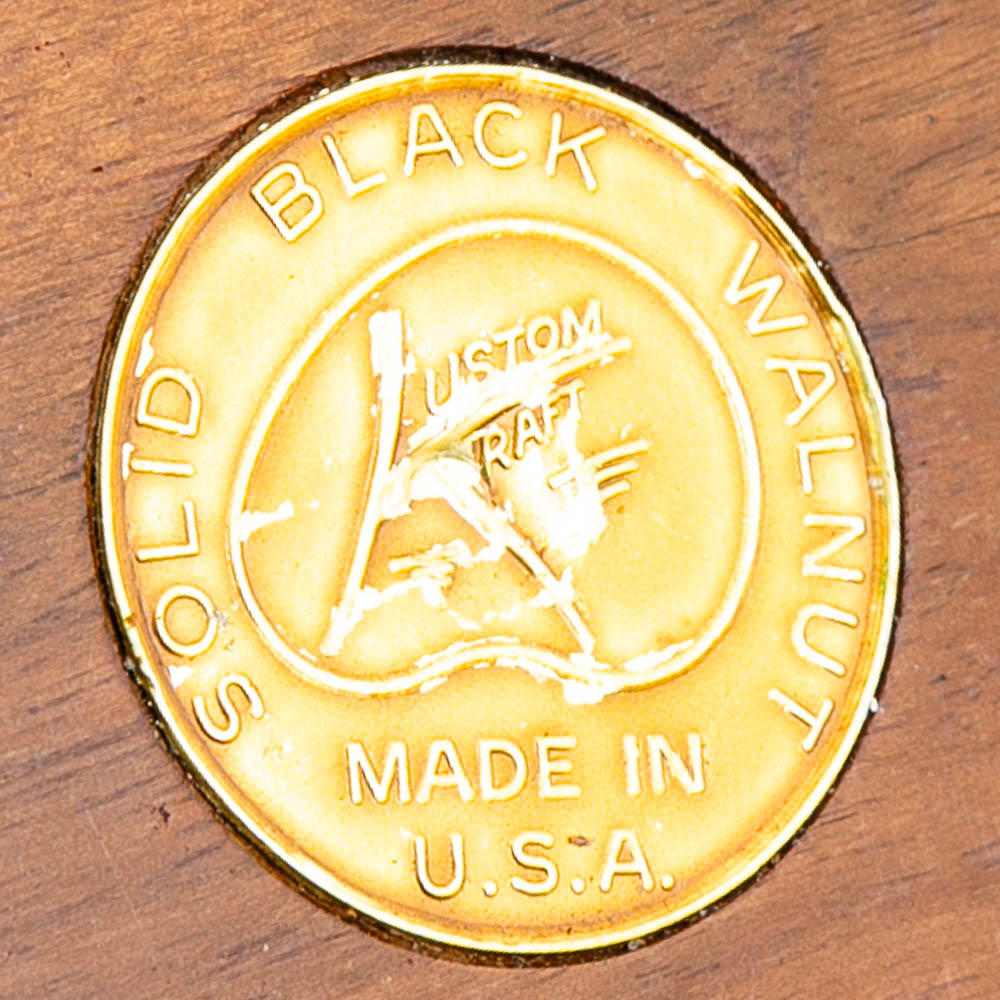 SOLID BLACK WALNUT
USTOM
RAFT
MADE IN
U.S.A.